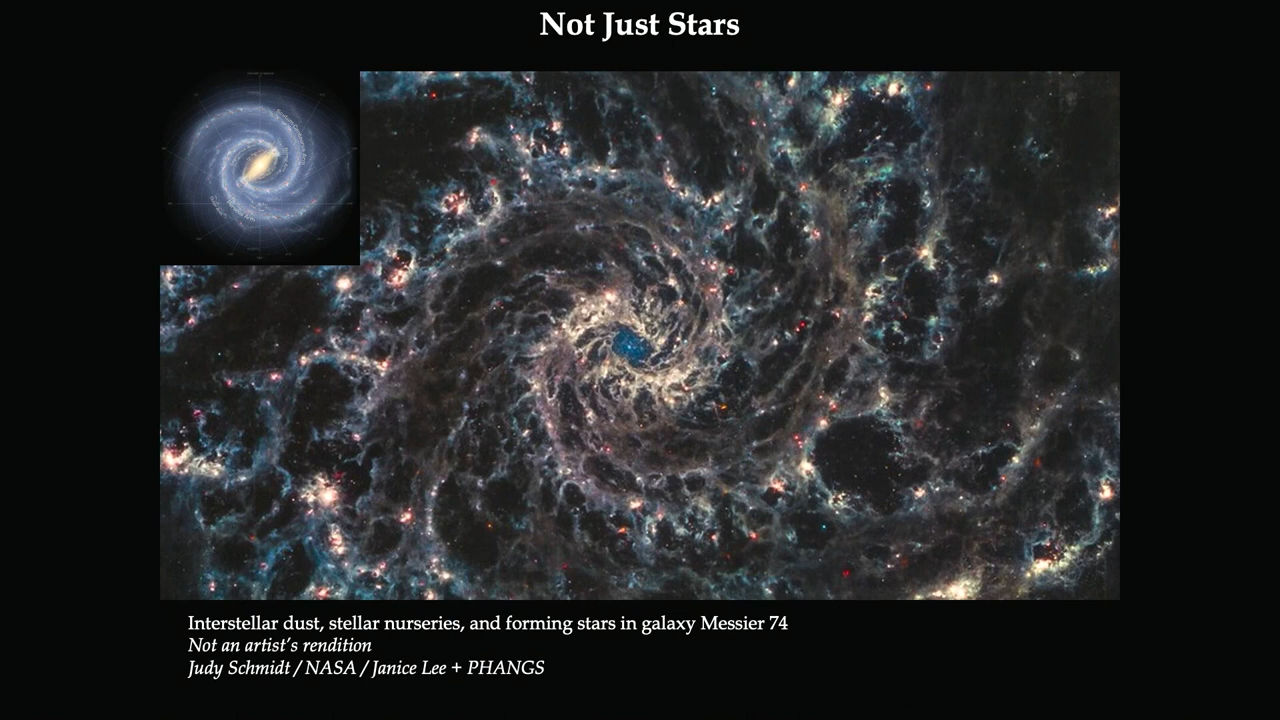 Not Just Stars
Interstellar dust, stellar nurseries, and forming stars in galaxy Messier 74
Not an artist's rendition
Judy Schmidt / NASA / Janice Lee + PHANGS